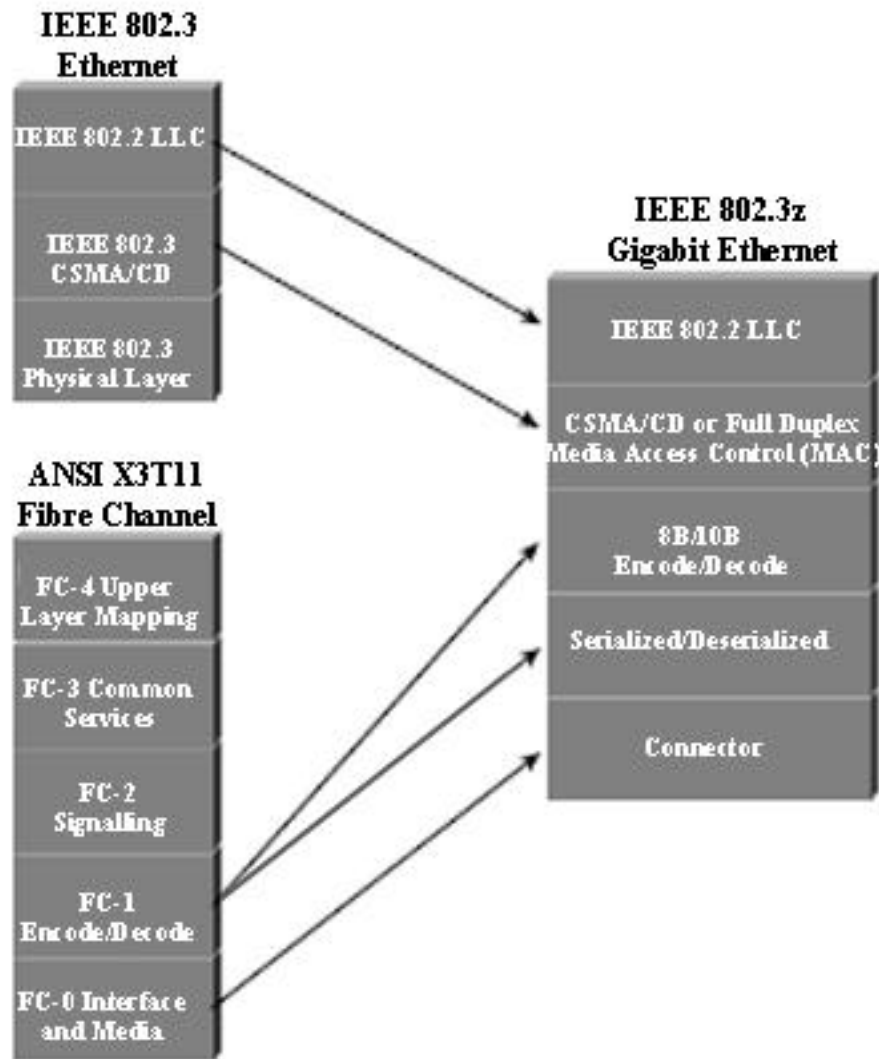 IEEE 802.3
Ethernet
IEEE 802.2 LLC
IEEE 802.3
CSMA/CD
IEEE 802.3
Physical Layer
ANSI X3T11
Fibre Channel
FC-4 Upper
Layer Mapping
FC-3 Common
Services
FC-2
Signalling
FC-1
Encode/Decode
FC-0 Interface
and Media
IEEE 802.3z
Gigabit Ethernet
IEEE 802.2 LLC
CSMA/CD or Full Duplex
Media Access Control (MAC)
8B/10B
Encode/Decode
Serialized/Deserialized
Connector